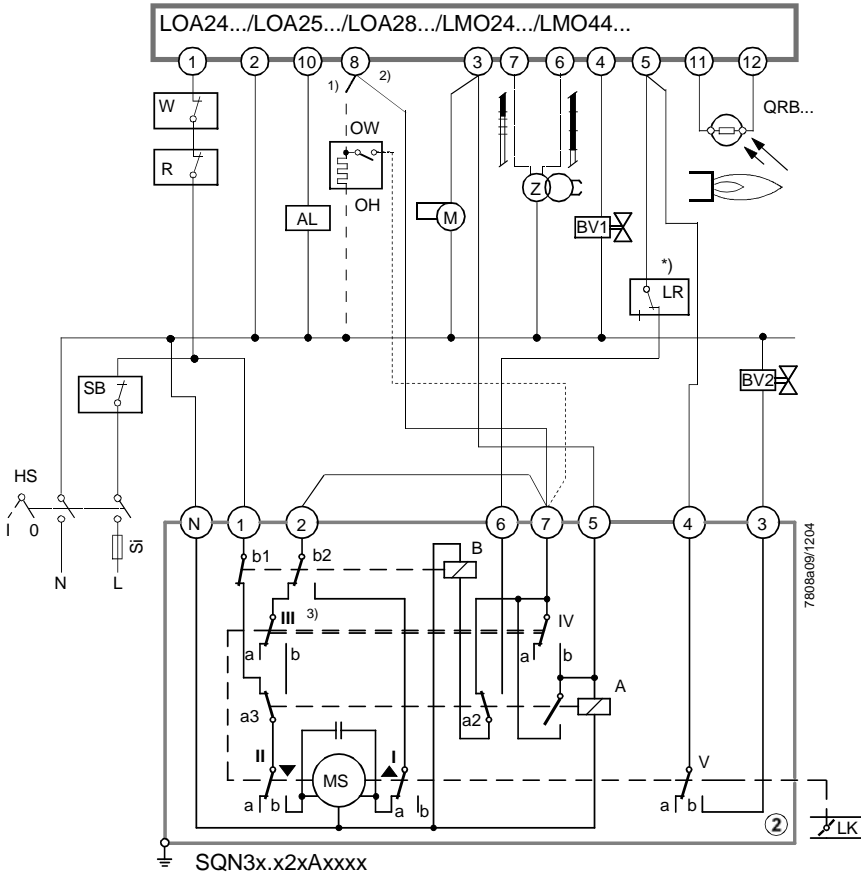 LOA24.../LOA25.../LOA28.../LMO24.../LMO44...
1 2 10 8 3 7 6 4 5 11 12
1) 2)
W
QRB...
OW
R
Z
OH
AL
M
BV1
*)
LR
SB
BV2
HS
I 0
Si
N L
N 1 2 6 7 5 4 3
b1 b2 B
7808a09/1204
III 3) IV
a b a b
A
a3 a2
II I V
MS
a b a b a b
2
LK
SQN3x.x2xAxxxx